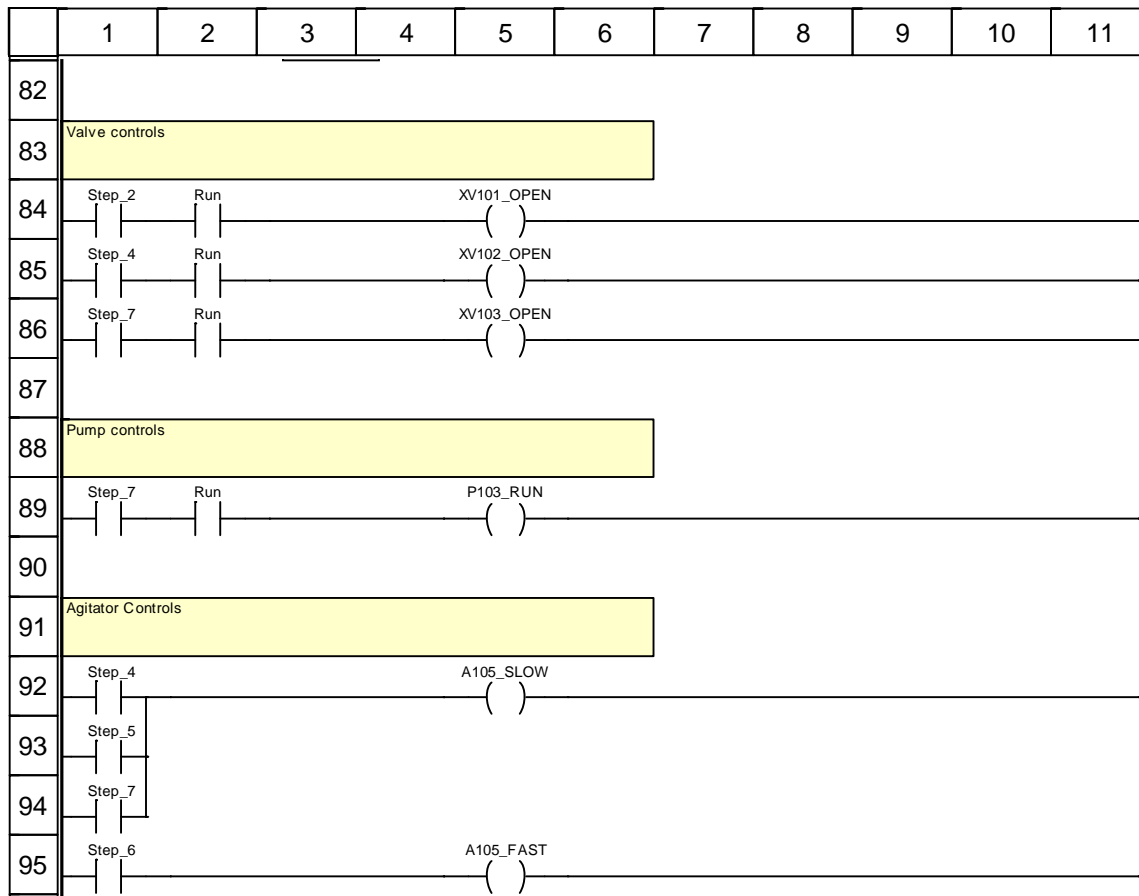 1 2 3 4 5 6 7 8 9 10 11
82
83 Valve controls
Step_2 Run XV101_OPEN
84
Step_4 Run XV102_OPEN
85
Step_7 Run XV103_OPEN
86
87
88 Pump controls
Step_7 Run P103_RUN
89
90
91 Agitator Controls
Step_4 A105_SLOW
92
Step_5
93
Step_7
94
Step_6 A105_FAST
95